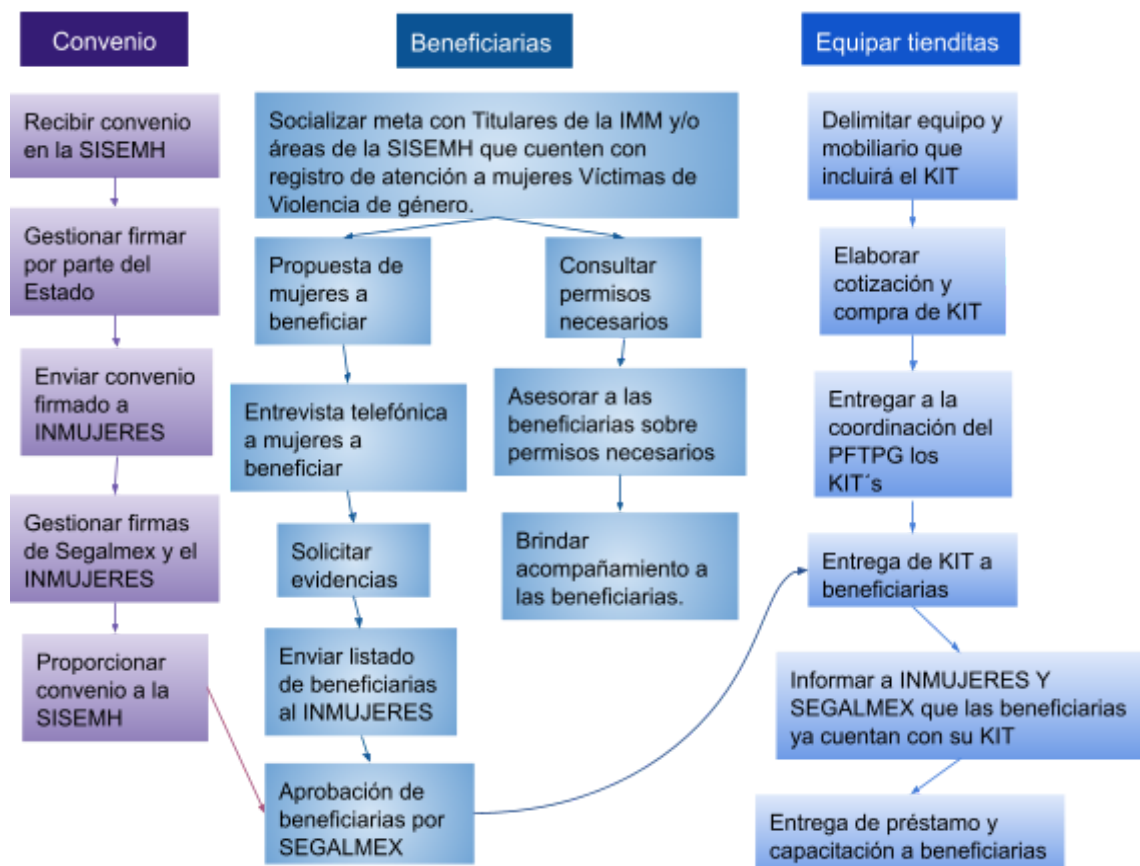 Convenio
Recibir convenio
en la SISEMH
Gestionar firmar
por parte del
Estado
Enviar convenio
firmado a
INMUJERES
Gestionar firmas
de Segalmex y el
INMUJERES
Proporcionar
convenio a la
SISEMH
Beneficiarias
Socializar meta con Titulares de la IMM y/o
áreas de la SISEMH que cuenten con
registro de atención a mujeres Víctimas de
Violencia de género.
Propuesta de
mujeres a
beneficiar
Entrevista telefónica
a mujeres a
beneficiar
Solicitar
evidencias
Enviar listado
de beneficiarias
al INMUJERES
Aprobación de
beneficiarias por
SEGALMEX
Consultar
permisos
necesarios
Asesorar a las
beneficiarias sobre
permisos necesarios
Brindar
acompañamiento a
las beneficiarias.
Equipar tienditas
Delimitar equipo y
mobiliario que
incluirá el KIT
Elaborar
cotización y
compra de KIT
Entregar a la
coordinación del
PFTPG los
KIT´s
Entrega de KIT a
beneficiarias
Informar a INMUJERES Y
SEGALMEX que las beneficiarias
ya cuentan con su KIT
Entrega de préstamo y
capacitación a beneficiarias